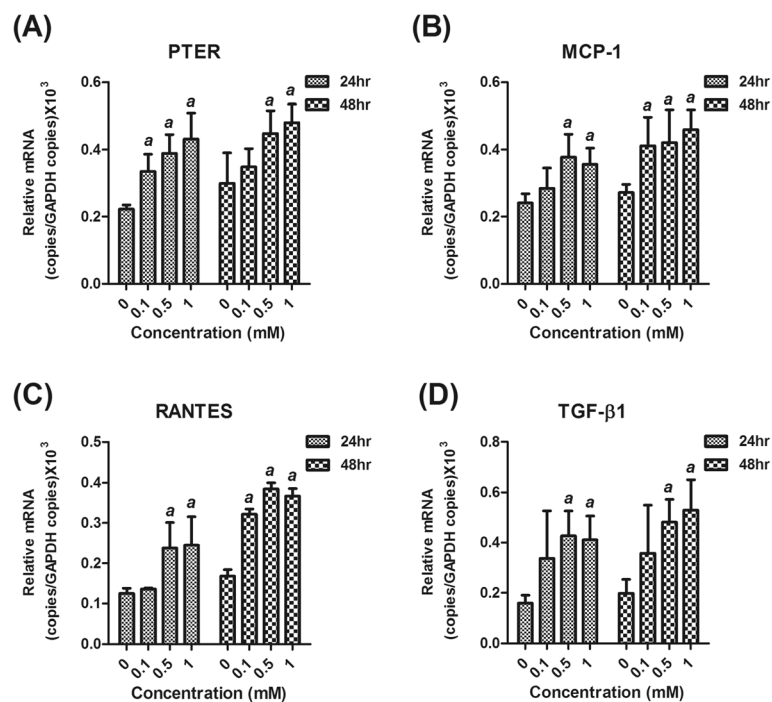 (A)
PTER
24hr
48hr
Relative mRNA
(copies/GAPDH copies)X10³
0.6
0.4
0.2
0.0
a a a a a
0 0.1 0.5 1 0 0.1 0.5 1
Concentration (mM)
(B)
MCP-1
24hr
48hr
Relative mRNA
(copies/GAPDH copies)X10³
0.6
0.4
0.2
0.0
a a a a a
0 0.1 0.5 1 0 0.1 0.5 1
Concentration (mM)
(C)
RANTES
24hr
48hr
Relative mRNA
(copies/GAPDH copies)X10³
0.5
0.4
0.3
0.2
0.1
0.0
a a a a a
0 0.1 0.5 1 0 0.1 0.5 1
Concentration (mM)
(D)
TGF-β1
24hr
48hr
Relative mRNA
(copies/GAPDH copies)X10³
0.8
0.6
0.4
0.2
0.0
a a a a
0 0.1 0.5 1 0 0.1 0.5 1
Concentration (mM)